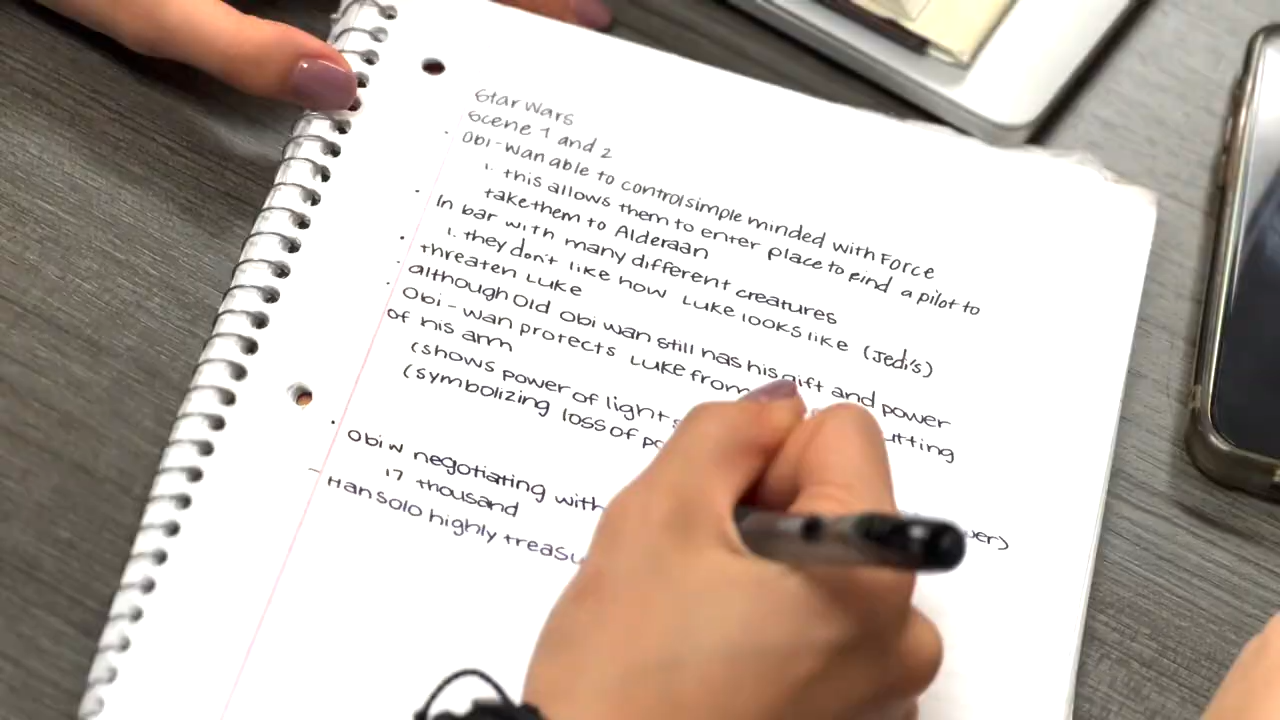 Star Wars
Scene 1 and 2
Obi-wan able to control simple minded with Force
1. this allows them to enter place to find a pilot to
take them to Alderaan
In bar with many different creatures
1. they don't like how Luke looks like (Jedi's)
threaten Luke
although Old Obi wan still has his gift and power
Obi-wan protects Luke from
of his arm
(shows power of light
(symbolizing loss of
Obi w negotiating with
17 thousand
Han Solo highly